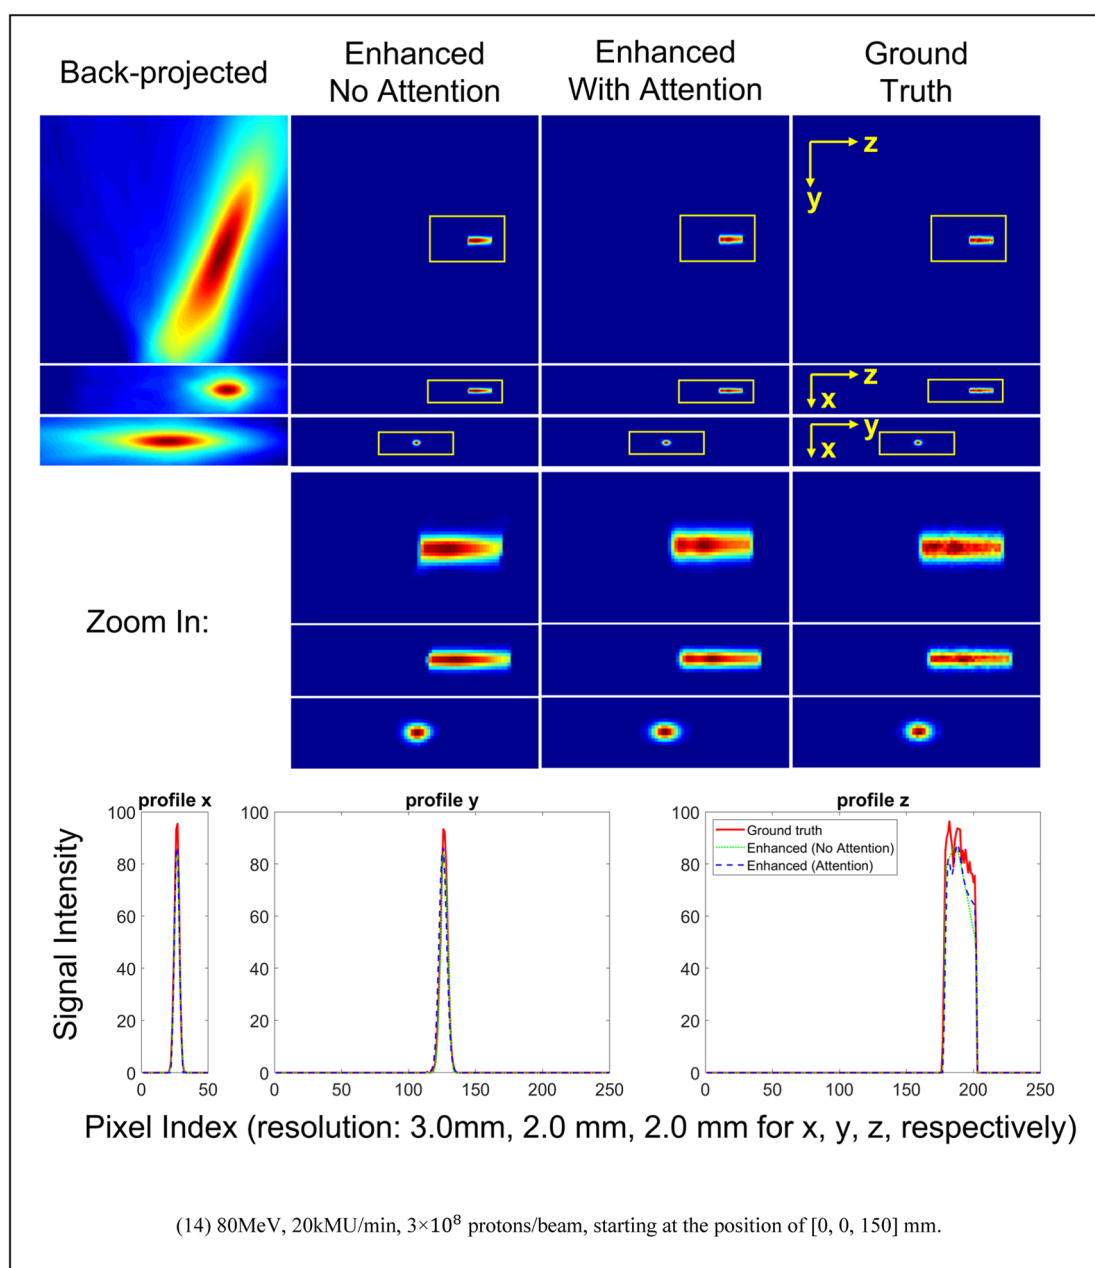 Back-projected
Enhanced
No Attention
Enhanced
With Attention
Ground
Truth
z
y
z
x
y
x
Zoom In:
profile x
profile y
profile z
Signal Intensity
100
80
60
40
20
0
0
50
100
80
60
40
20
0
0
50
100
150
200
250
100
80
60
40
20
0
0
50
100
150
200
250
Ground truth
Enhanced (No Attention)
Enhanced (Attention)
Pixel Index (resolution: 3.0mm, 2.0 mm, 2.0 mm for x, y, z, respectively)
(14) 80MeV, 20kMU/min, 3×10⁸ protons/beam, starting at the position of [0, 0, 150] mm.